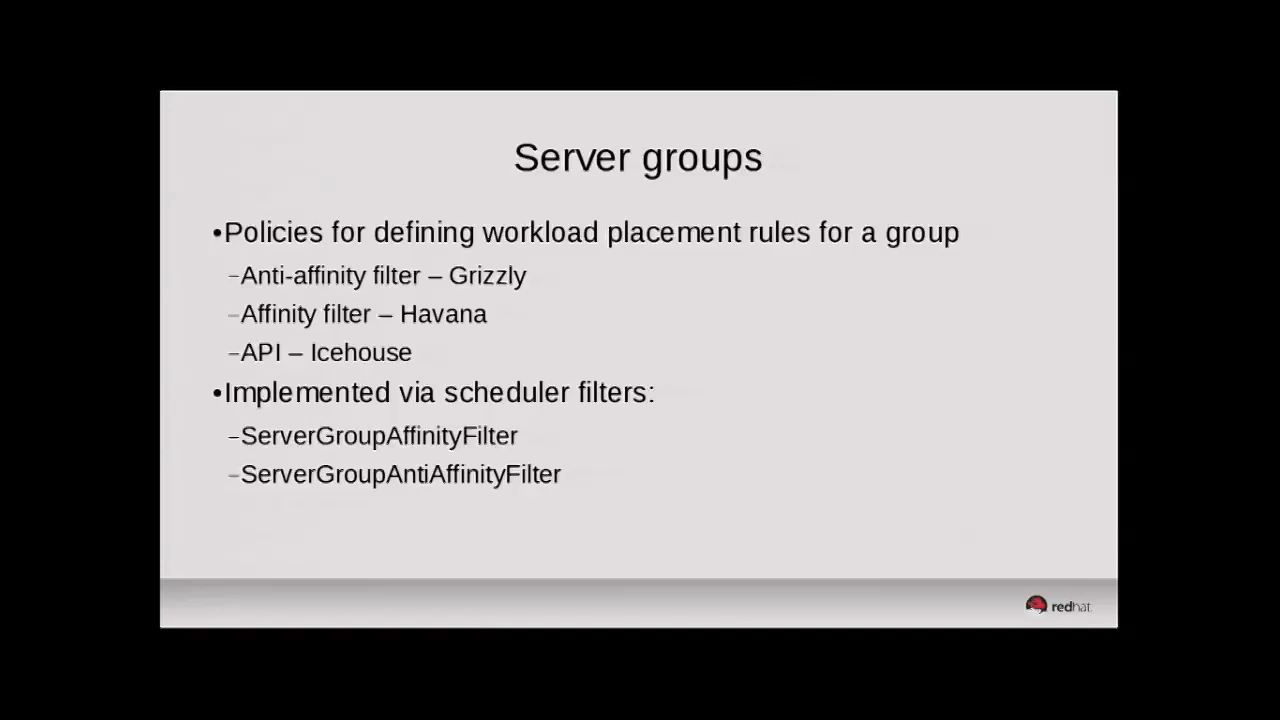 Server groups
•Policies for defining workload placement rules for a group
–Anti-affinity filter – Grizzly
–Affinity filter – Havana
–API – Icehouse
•Implemented via scheduler filters:
–ServerGroupAffinityFilter
–ServerGroupAntiAffinityFilter
redhat